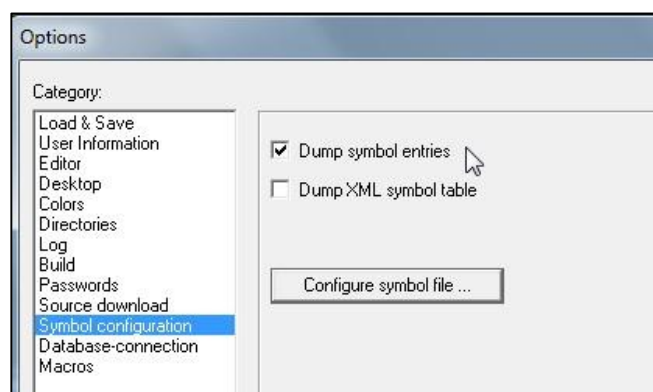 Options
Category:
Load & Save
User Information
Editor
Desktop
Colors
Directories
Log
Build
Passwords
Source download
Symbol configuration
Database-connection
Macros
Dump symbol entries
Dump XML symbol table
Configure symbol file ...